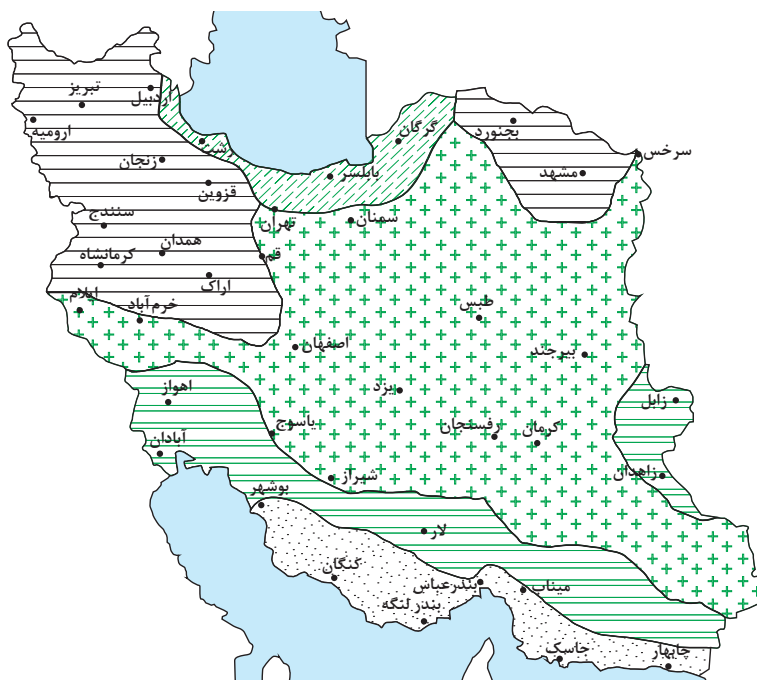 تبریز
اردبیل
ارومیه
زنجان
رشت
گرگان
بجنورد
سرخس
مشهد
بابلسر
قزوین
سنندج
تهران
سمنان
همدان
کرمانشاه
قم
اراک
ایلام
خرم‌آباد
طبس
اصفهان
بیرجند
اهواز
یزد
زابل
یاسوج
رفسنجان
کرمان
آبادان
شیراز
زاهدان
بوشهر
لار
کنگان
بندرعباس
میناب
بندر لنگه
جاسک
چابهار